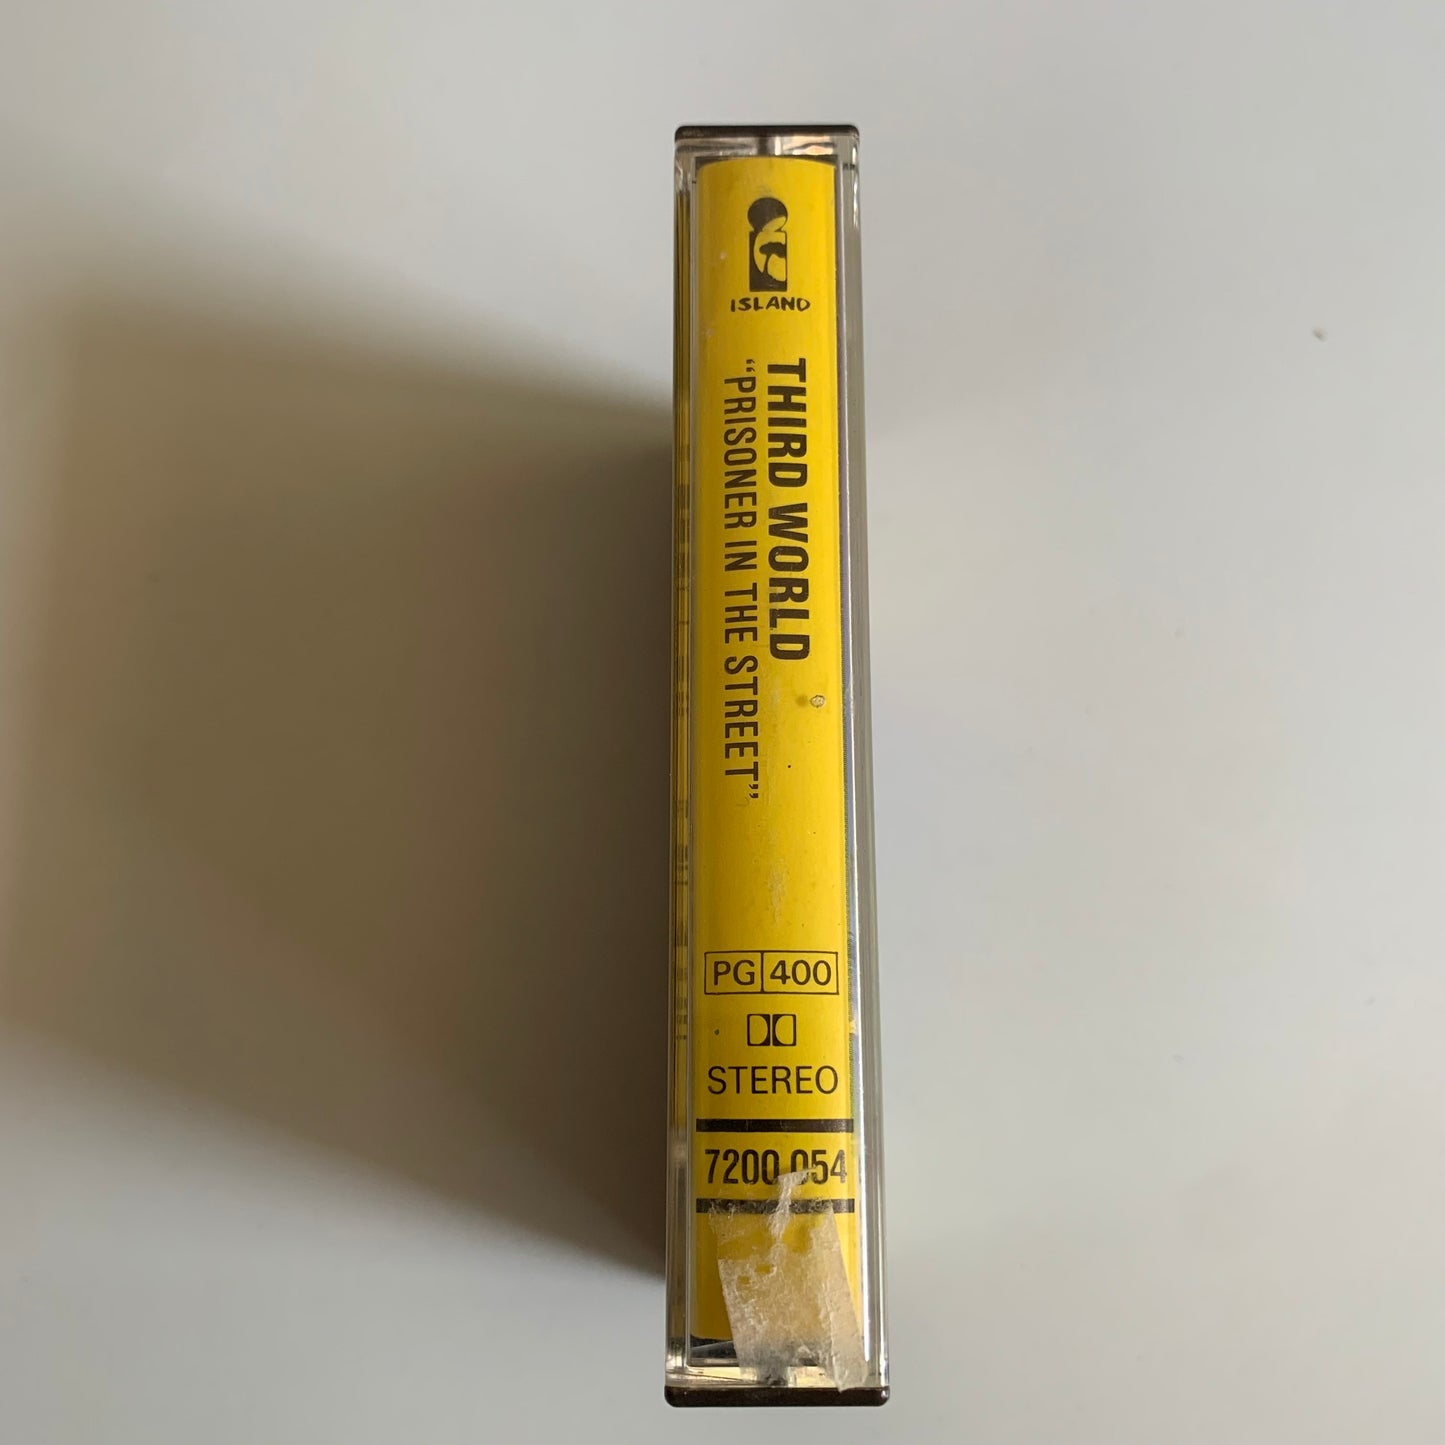 ISLAND
THIRD WORLD
“PRISONER IN THE STREET”
PG 400
STEREO
7200 054